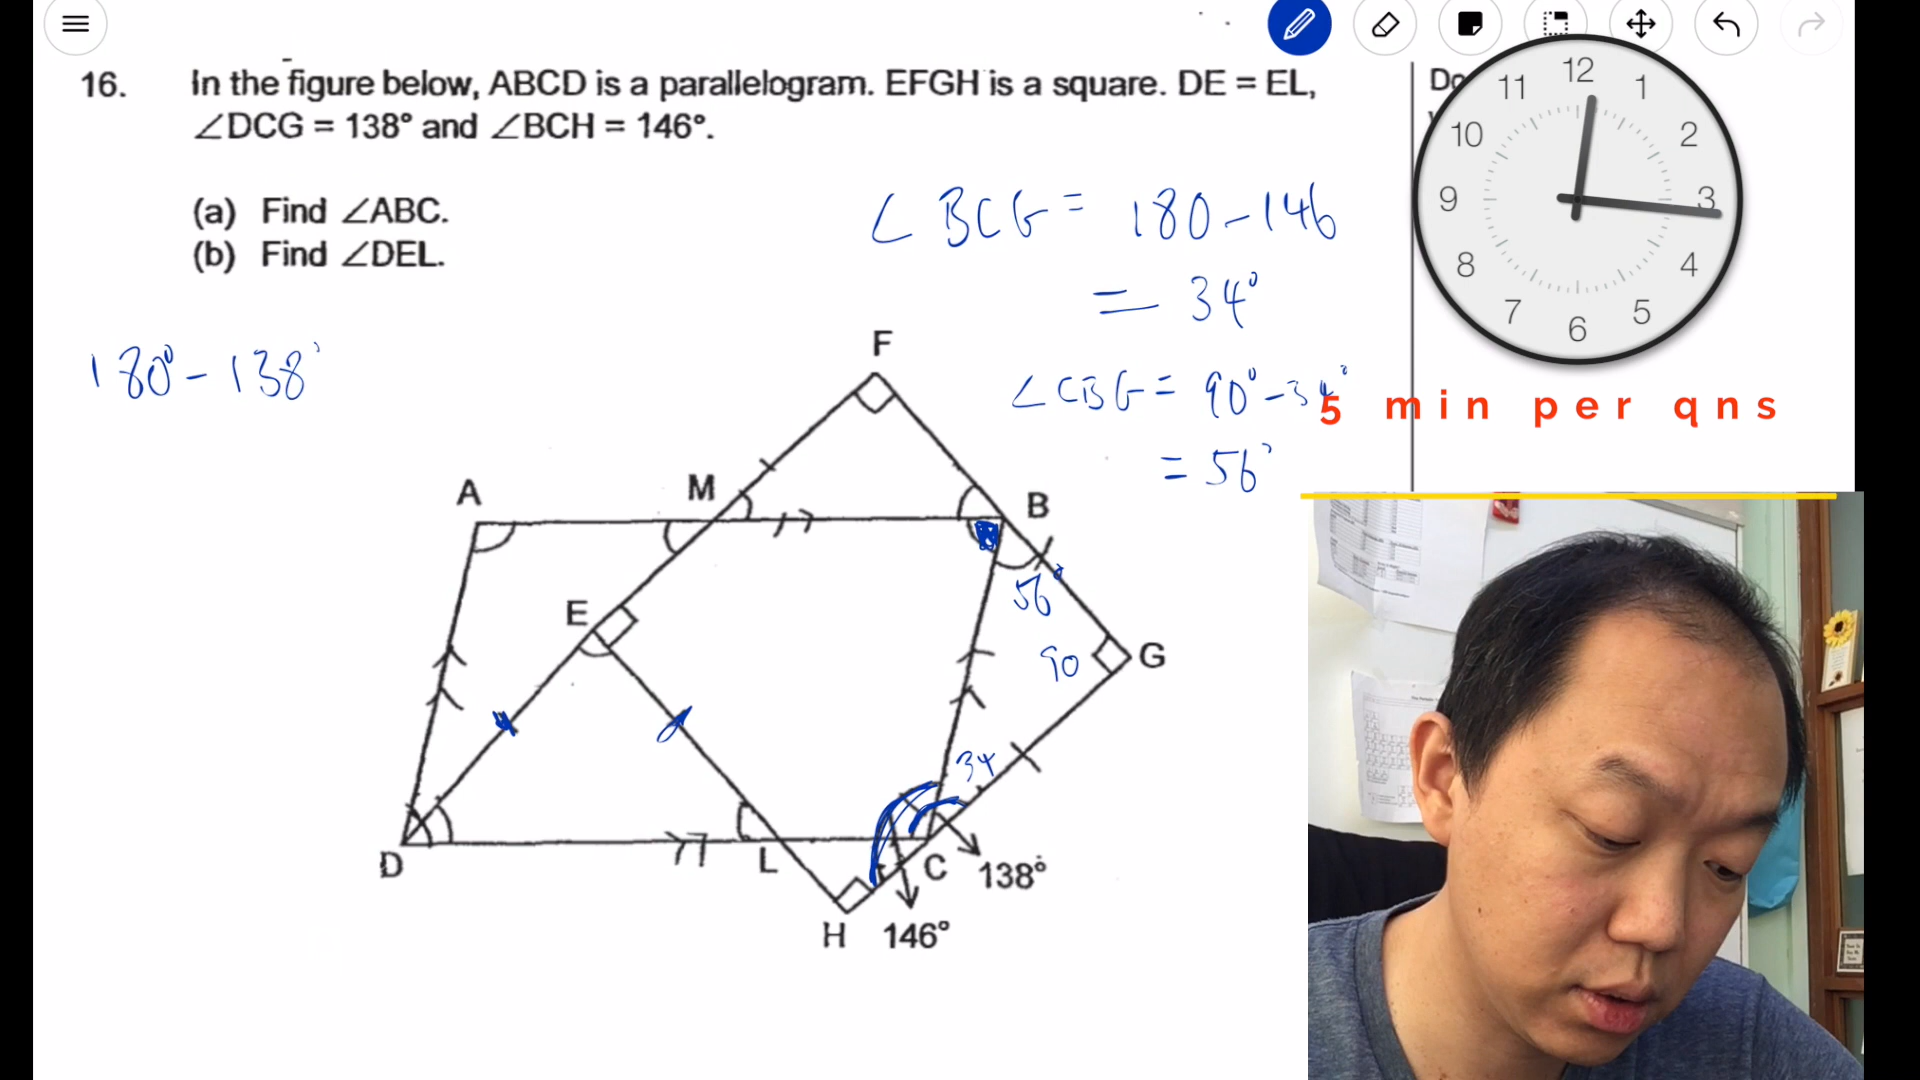 16. In the figure below, ABCD is a parallelogram. EFGH is a square. DE = EL,
∠DCG = 138° and ∠BCH = 146°.
(a) Find ∠ABC.
(b) Find ∠DEL.
Do
∠BCG = 180 - 146
= 34°
∠CBG = 90° - 34°
= 56°
180° - 138°
12
1
2
3
4
5
6
7
8
9
10
11
5 min per qns
F
A
M
B
E
56°
90
G
34
D
L
C
138°
H
146°